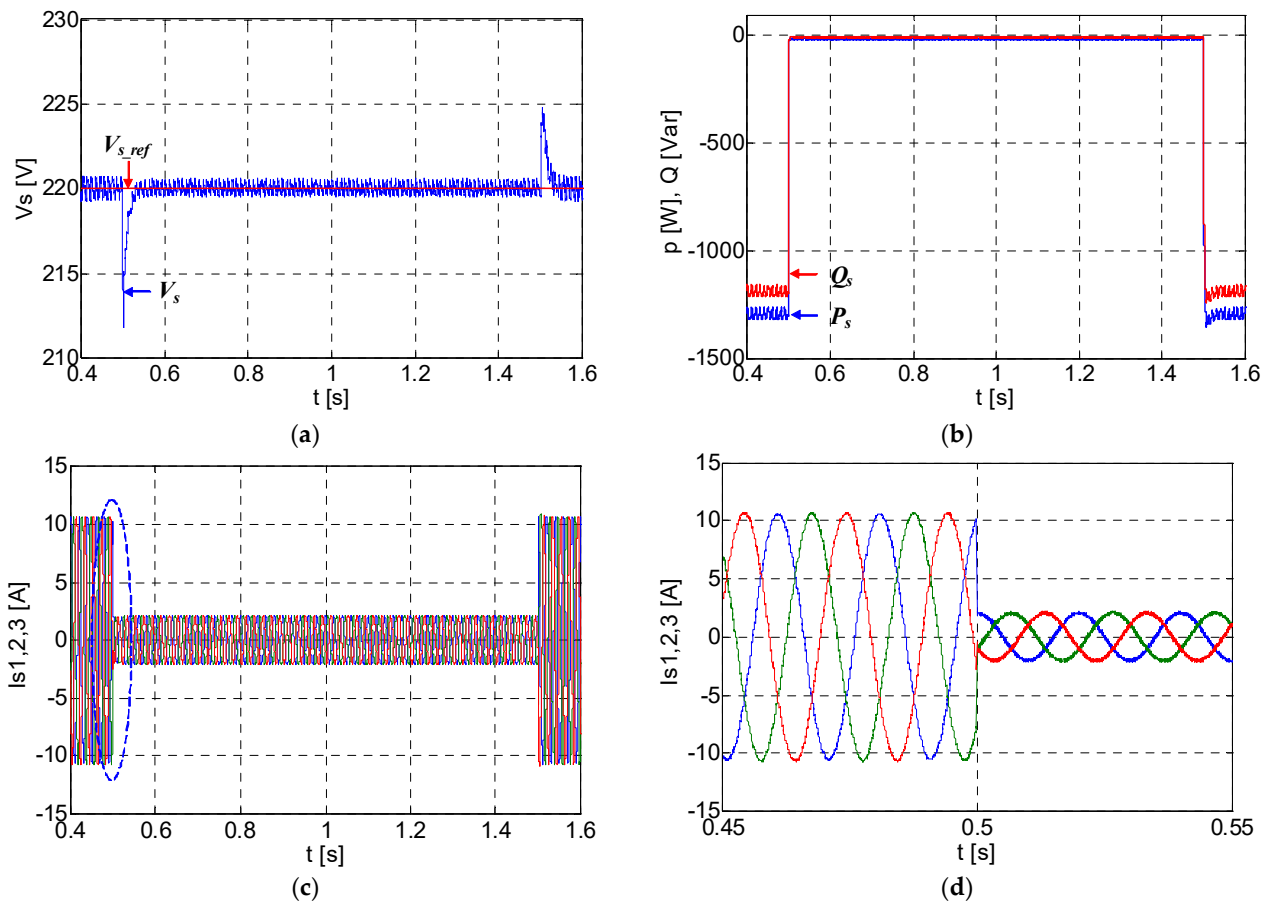 230
225
220
215
210
Vs [V]
V_{s_ref}
V_s
0.4 0.6 0.8 1 1.2 1.4 1.6
t [s]
(a)
0
-500
-1000
-1500
p [W], Q [Var]
Q_s
P_s
0.4 0.6 0.8 1 1.2 1.4 1.6
t [s]
(b)
15
10
5
0
-5
-10
-15
Is1,2,3 [A]
0.4 0.6 0.8 1 1.2 1.4 1.6
t [s]
(c)
15
10
5
0
-5
-10
-15
Is1,2,3 [A]
0.45 0.5 0.55
t [s]
(d)